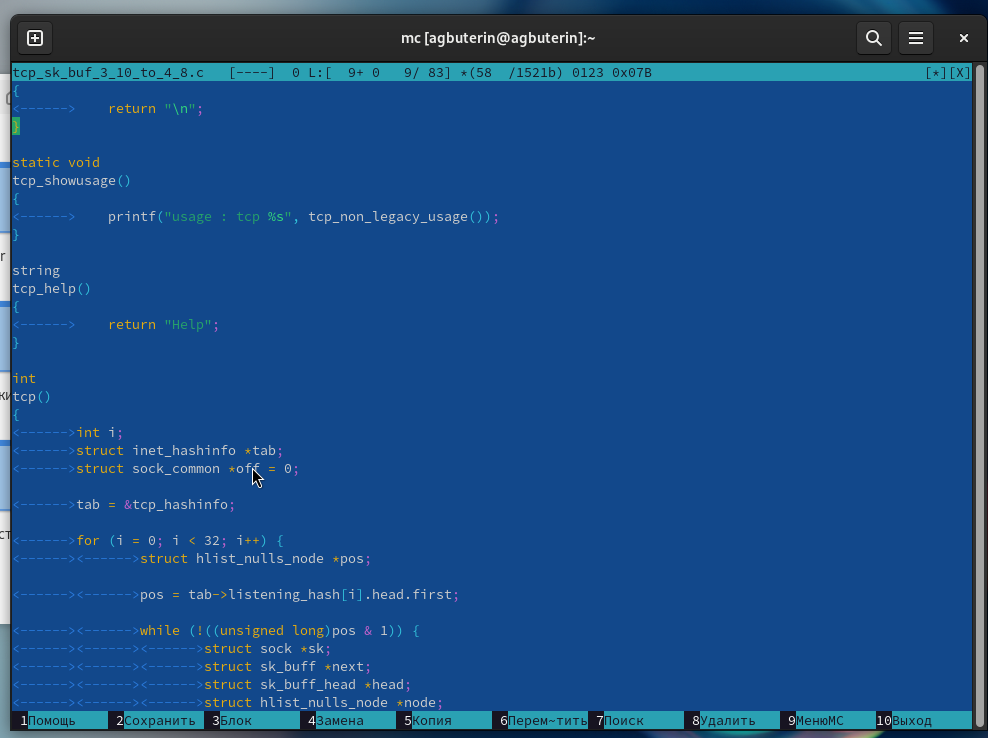 mc [agbuterin@agbuterin]:~
tcp_sk_buf_3_10_to_4_8.c   [----]  0 L:[  9+ 0   9/ 83] *(58  /1521b) 0123 0x07B                                  [*][X]
{
<------>    return "\n";
}

static void
tcp_showusage()
{
<------>    printf("usage : tcp %s", tcp_non_legacy_usage());
}

string
tcp_help()
{
<------>    return "Help";
}

int
tcp()
{
<------>int i;
<------>struct inet_hashinfo *tab;
<------>struct sock_common *off = 0;

<------>tab = &tcp_hashinfo;

<------>for (i = 0; i < 32; i++) {
<------><------>struct hlist_nulls_node *pos;

<------><------>pos = tab->listening_hash[i].head.first;

<------><------>while (!((unsigned long)pos & 1)) {
<------><------><------>struct sock *sk;
<------><------><------>struct sk_buff *next;
<------><------><------>struct sk_buff_head *head;
<------><------><------>struct hlist_nulls_node *node;
1Помощь 2Сохранить 3Блок 4Замена 5Копия 6Перем~тить 7Поиск 8Удалить 9МенюМС 10Выход